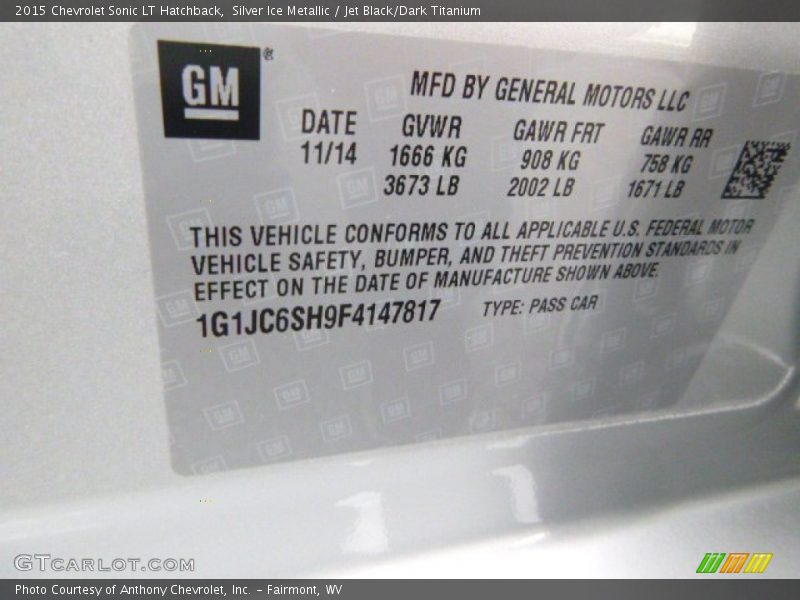 2015 Chevrolet Sonic LT Hatchback, Silver Ice Metallic / Jet Black/Dark Titanium
GM®
MFD BY GENERAL MOTORS LLC
DATE GVWR GAWR FRT GAWR RR
11/14 1666 KG 908 KG 758 KG
3673 LB 2002 LB 1671 LB
THIS VEHICLE CONFORMS TO ALL APPLICABLE U.S. FEDERAL MOTOR
VEHICLE SAFETY, BUMPER, AND THEFT PREVENTION STANDARDS IN
EFFECT ON THE DATE OF MANUFACTURE SHOWN ABOVE.
1G1JC6SH9F4147817 TYPE: PASS CAR
GTCARLOT.COM
Photo Courtesy of Anthony Chevrolet, Inc. – Fairmont, WV